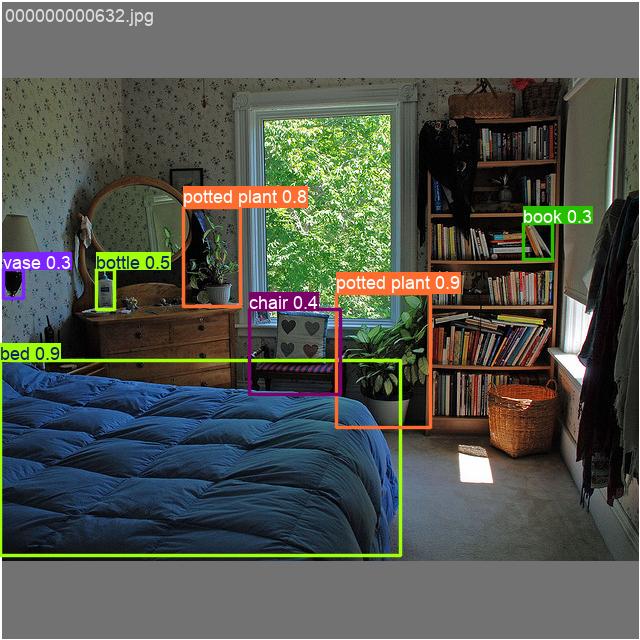 000000000632.jpg
potted plant 0.8
book 0.3
vase 0.3
bottle 0.5
potted plant 0.9
chair 0.4
bed 0.9